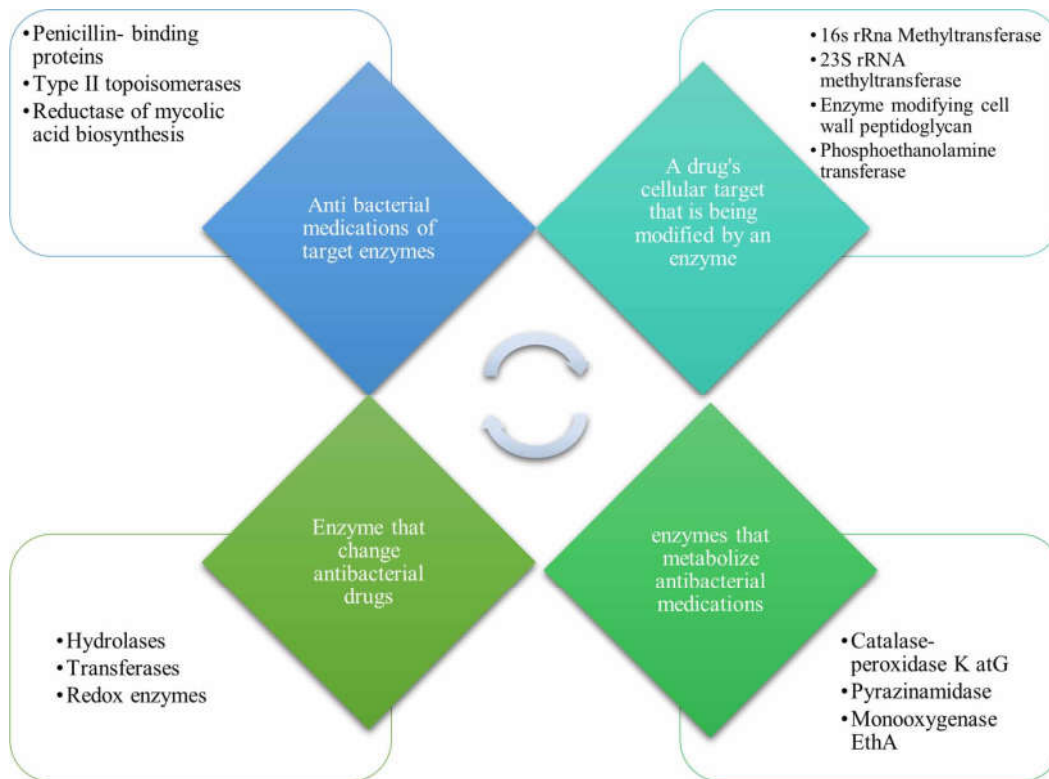 •Penicillin- binding
proteins
•Type II topoisomerases
•Reductase of mycolic
acid biosynthesis
Anti bacterial
medications of
target enzymes
•16s rRna Methyltransferase
•23S rRNA
methyltransferase
•Enzyme modifying cell
wall peptidoglycan
•Phosphoethanolamine
transferase
A drug's
cellular target
that is being
modified by an
enzyme
Enzyme that
change
antibacterial
drugs
•Hydrolases
•Transferases
•Redox enzymes
enzymes that
metabolize
antibacterial
medications
•Catalase-
peroxidase K atG
•Pyrazinamidase
•Monooxygenase
EthA